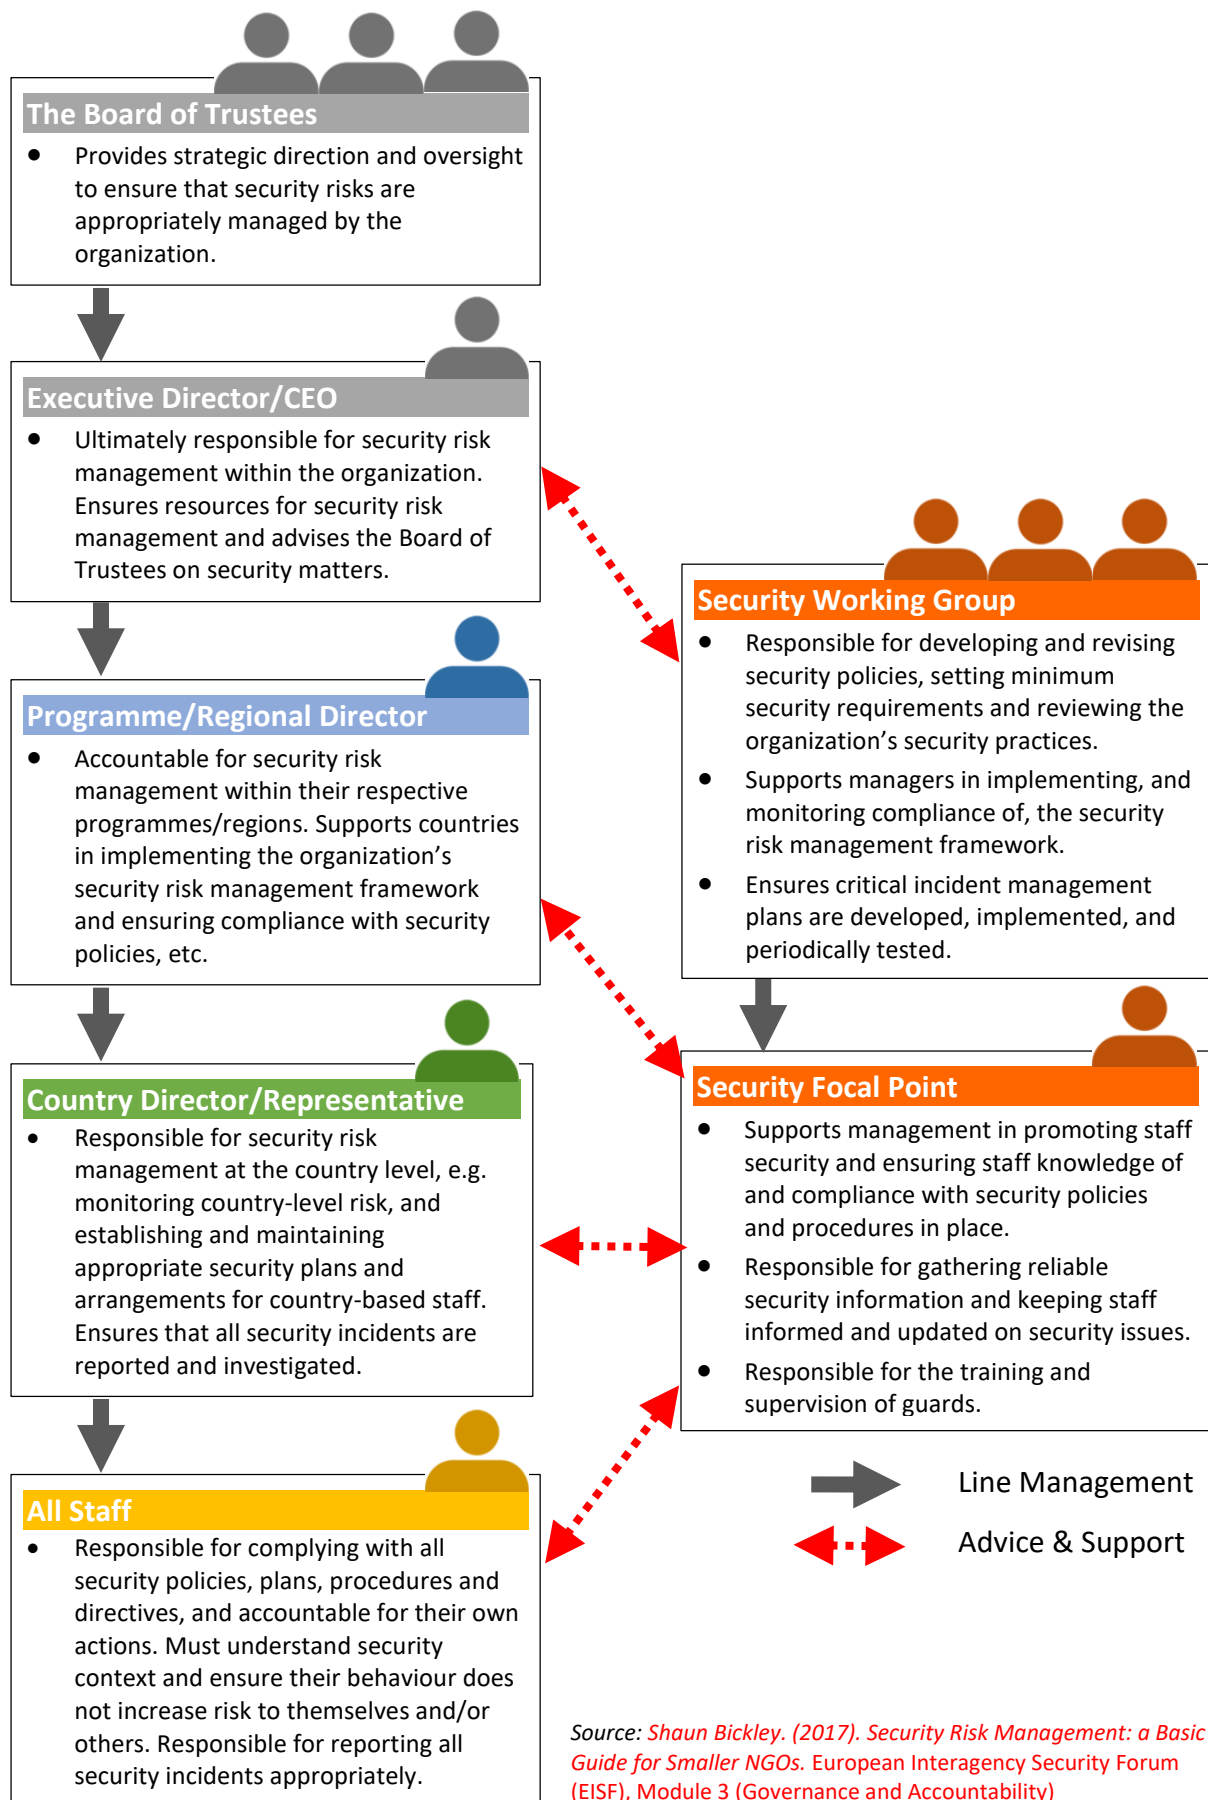 The Board of Trustees
● Provides strategic direction and oversight
to ensure that security risks are
appropriately managed by the
organization.
Executive Director/CEO
● Ultimately responsible for security risk
management within the organization.
Ensures resources for security risk
management and advises the Board of
Trustees on security matters.
Programme/Regional Director
● Accountable for security risk
management within their respective
programmes/regions. Supports countries
in implementing the organization’s
security risk management framework
and ensuring compliance with security
policies, etc.
Country Director/Representative
● Responsible for security risk
management at the country level, e.g.
monitoring country-level risk, and
establishing and maintaining
appropriate security plans and
arrangements for country-based staff.
Ensures that all security incidents are
reported and investigated.
All Staff
● Responsible for complying with all
security policies, plans, procedures and
directives, and accountable for their own
actions. Must understand security
context and ensure their behaviour does
not increase risk to themselves and/or
others. Responsible for reporting all
security incidents appropriately.
Security Working Group
● Responsible for developing and revising
security policies, setting minimum
security requirements and reviewing the
organization’s security practices.
● Supports managers in implementing, and
monitoring compliance of, the security
risk management framework.
● Ensures critical incident management
plans are developed, implemented, and
periodically tested.
Security Focal Point
● Supports management in promoting staff
security and ensuring staff knowledge of
and compliance with security policies
and procedures in place.
● Responsible for gathering reliable
security information and keeping staff
informed and updated on security issues.
● Responsible for the training and
supervision of guards.
Line Management
Advice & Support
Source: Shaun Bickley. (2017). Security Risk Management: a Basic
Guide for Smaller NGOs. European Interagency Security Forum
(EISF), Module 3 (Governance and Accountability)